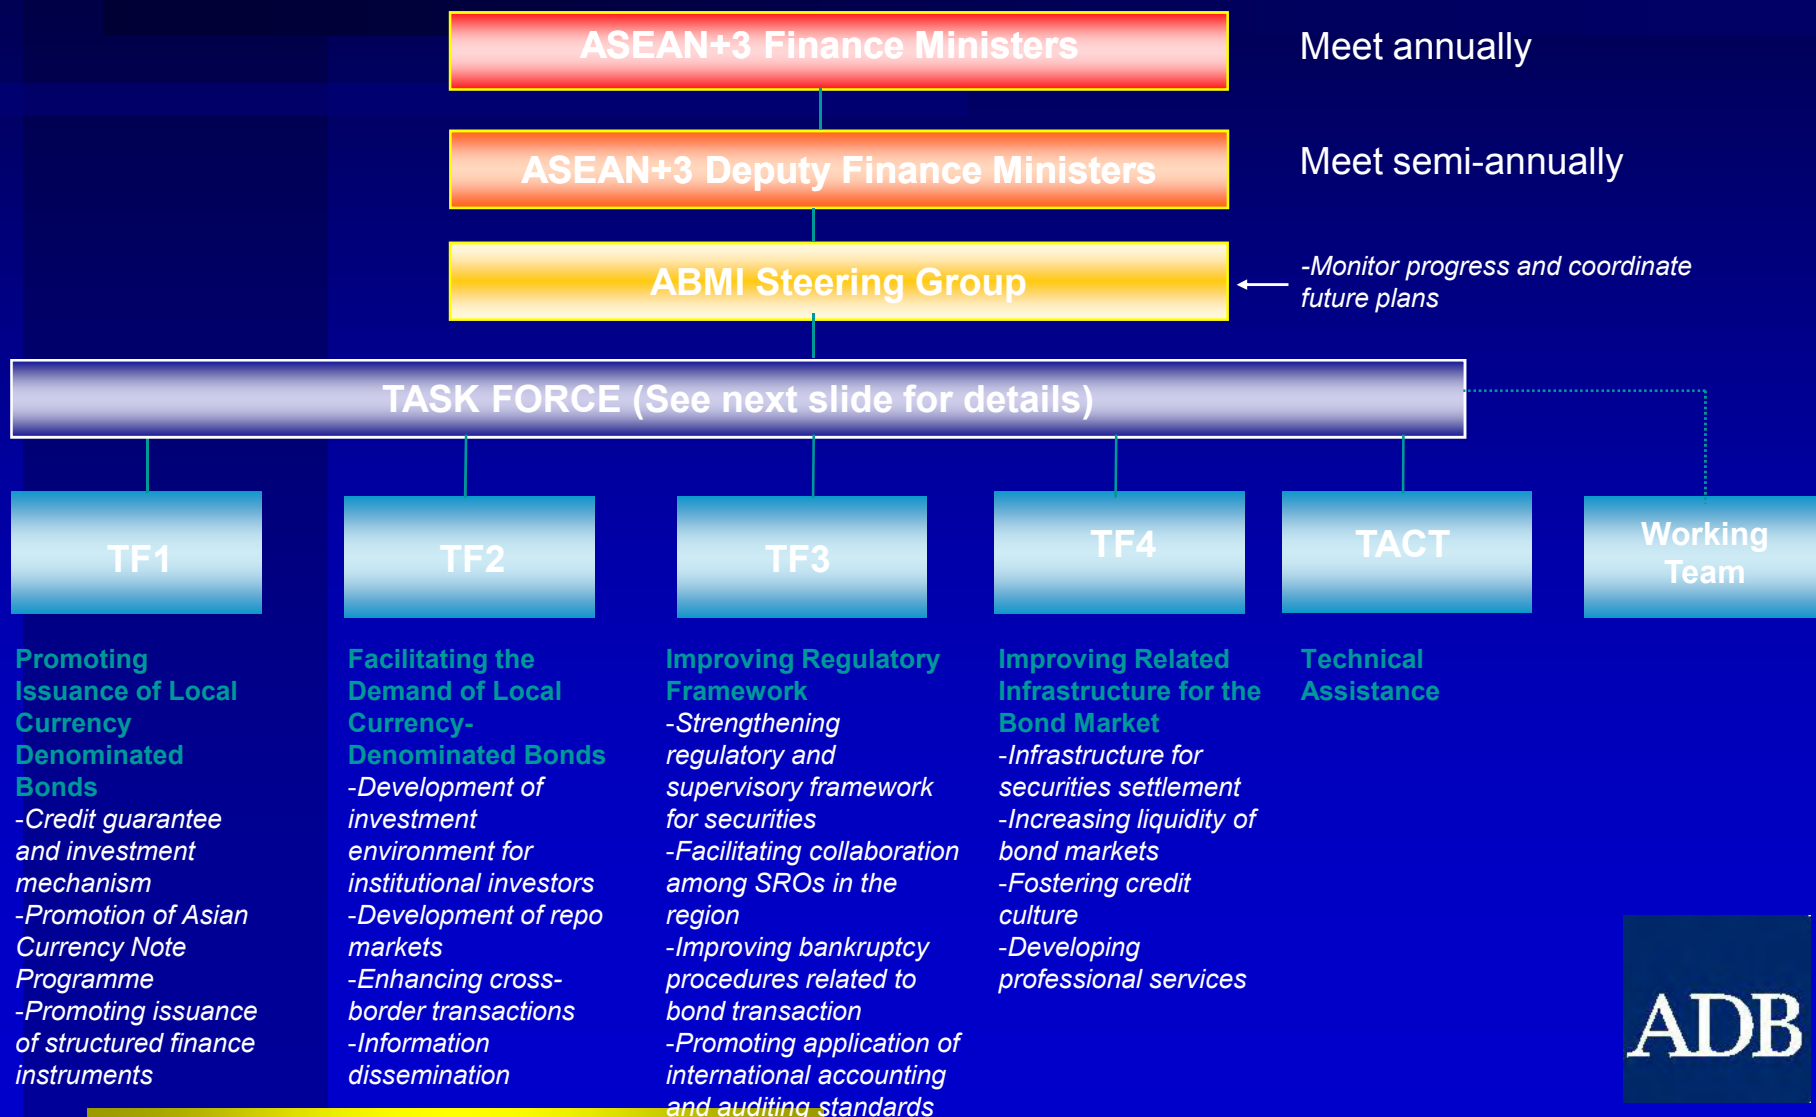 ASEAN+3 Finance Ministers
Meet annually
ASEAN+3 Deputy Finance Ministers
Meet semi-annually
ABMI Steering Group
-Monitor progress and coordinate
future plans
TASK FORCE (See next slide for details)
TF1
TF2
TF3
TF4
TACT
Working
Team
Promoting
Issuance of Local
Currency
Denominated
Bonds
-Credit guarantee
and investment
mechanism
-Promotion of Asian
Currency Note
Programme
-Promoting issuance
of structured finance
instruments
Facilitating the
Demand of Local
Currency-
Denominated Bonds
-Development of
investment
environment for
institutional investors
-Development of repo
markets
-Enhancing cross-
border transactions
-Information
dissemination
Improving Regulatory
Framework
-Strengthening
regulatory and
supervisory framework
for securities
-Facilitating collaboration
among SROs in the
region
-Improving bankruptcy
procedures related to
bond transaction
-Promoting application of
international accounting
and auditing standards
Improving Related
Infrastructure for the
Bond Market
-Infrastructure for
securities settlement
-Increasing liquidity of
bond markets
-Fostering credit
culture
-Developing
professional services
Technical
Assistance
ADB